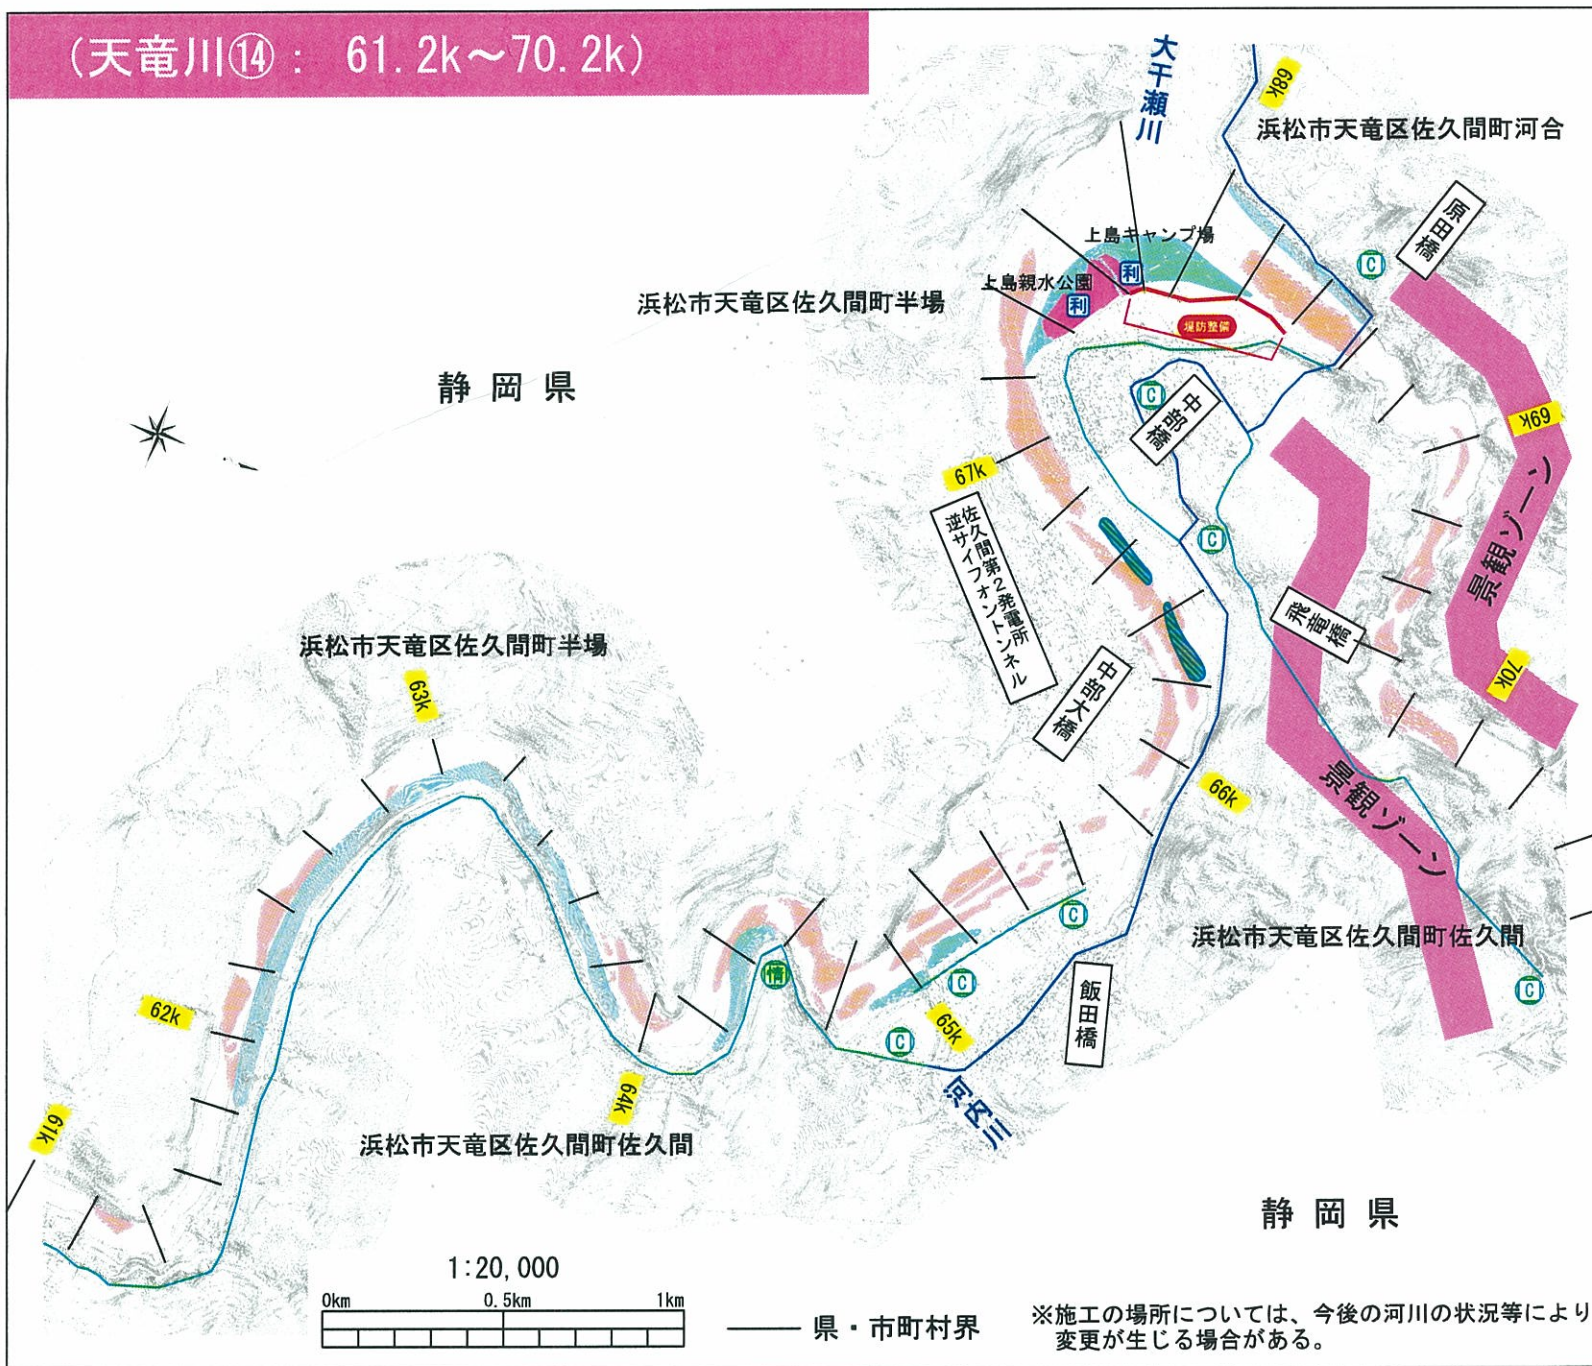 (天竜川⑭: 61.2k～70.2k)
大千瀬川
68k
浜松市天竜区佐久間町河合
原田橋
C
上島キャンプ場
利
上島親水公園
利
浜松市天竜区佐久間町半場
堤防整備
静岡県
C
中部橋
69k
67k
景観ゾーン
佐久間第2発電所
逆サイフォントンネル
C
飛竜橋
浜松市天竜区佐久間町半場
中部大橋
70k
63k
66k
景観ゾーン
C
浜松市天竜区佐久間町佐久間
情
C
C
62k
65k
飯田橋
C
河内川
64k
61k
浜松市天竜区佐久間町佐久間
静岡県
1:20,000
0km 0.5km 1km
県・市町村界
※施工の場所については、今後の河川の状況等により
変更が生じる場合がある。